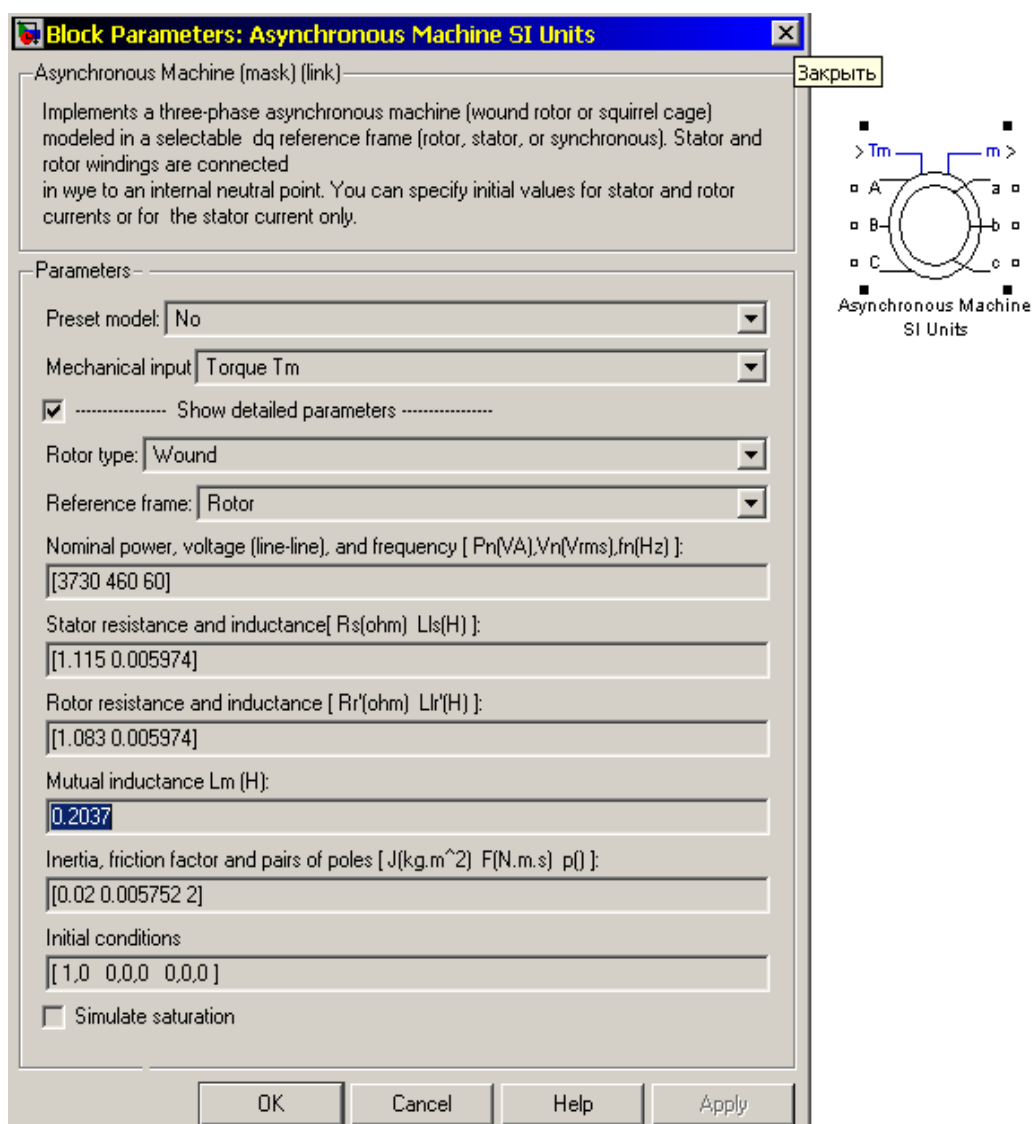 Block Parameters: Asynchronous Machine SI Units
Asynchronous Machine (mask) (link)
Закрыть
Implements a three-phase asynchronous machine (wound rotor or squirrel cage)
modeled in a selectable dq reference frame (rotor, stator, or synchronous). Stator and
rotor windings are connected
in wye to an internal neutral point. You can specify initial values for stator and rotor
currents or for the stator current only.
Tm m
A a
B b
C c
Asynchronous Machine
SI Units
Parameters
Preset model: No
Mechanical input Torque Tm
---------------- Show detailed parameters ----------------
Rotor type: Wound
Reference frame: Rotor
Nominal power, voltage (line-line), and frequency [ Pn(VA),Vn(Vrms),fn(Hz) ]:
[3730 460 60]
Stator resistance and inductance[ Rs(ohm) Lls(H) ]:
[1.115 0.005974]
Rotor resistance and inductance [ Rr'(ohm) Llr'(H) ]:
[1.083 0.005974]
Mutual inductance Lm (H):
0.2037
Inertia, friction factor and pairs of poles [ J(kg.m^2) F(N.m.s) p() ]:
[0.02 0.005752 2]
Initial conditions
[ 1,0 0,0,0 0,0,0 ]
Simulate saturation
OK Cancel Help Apply